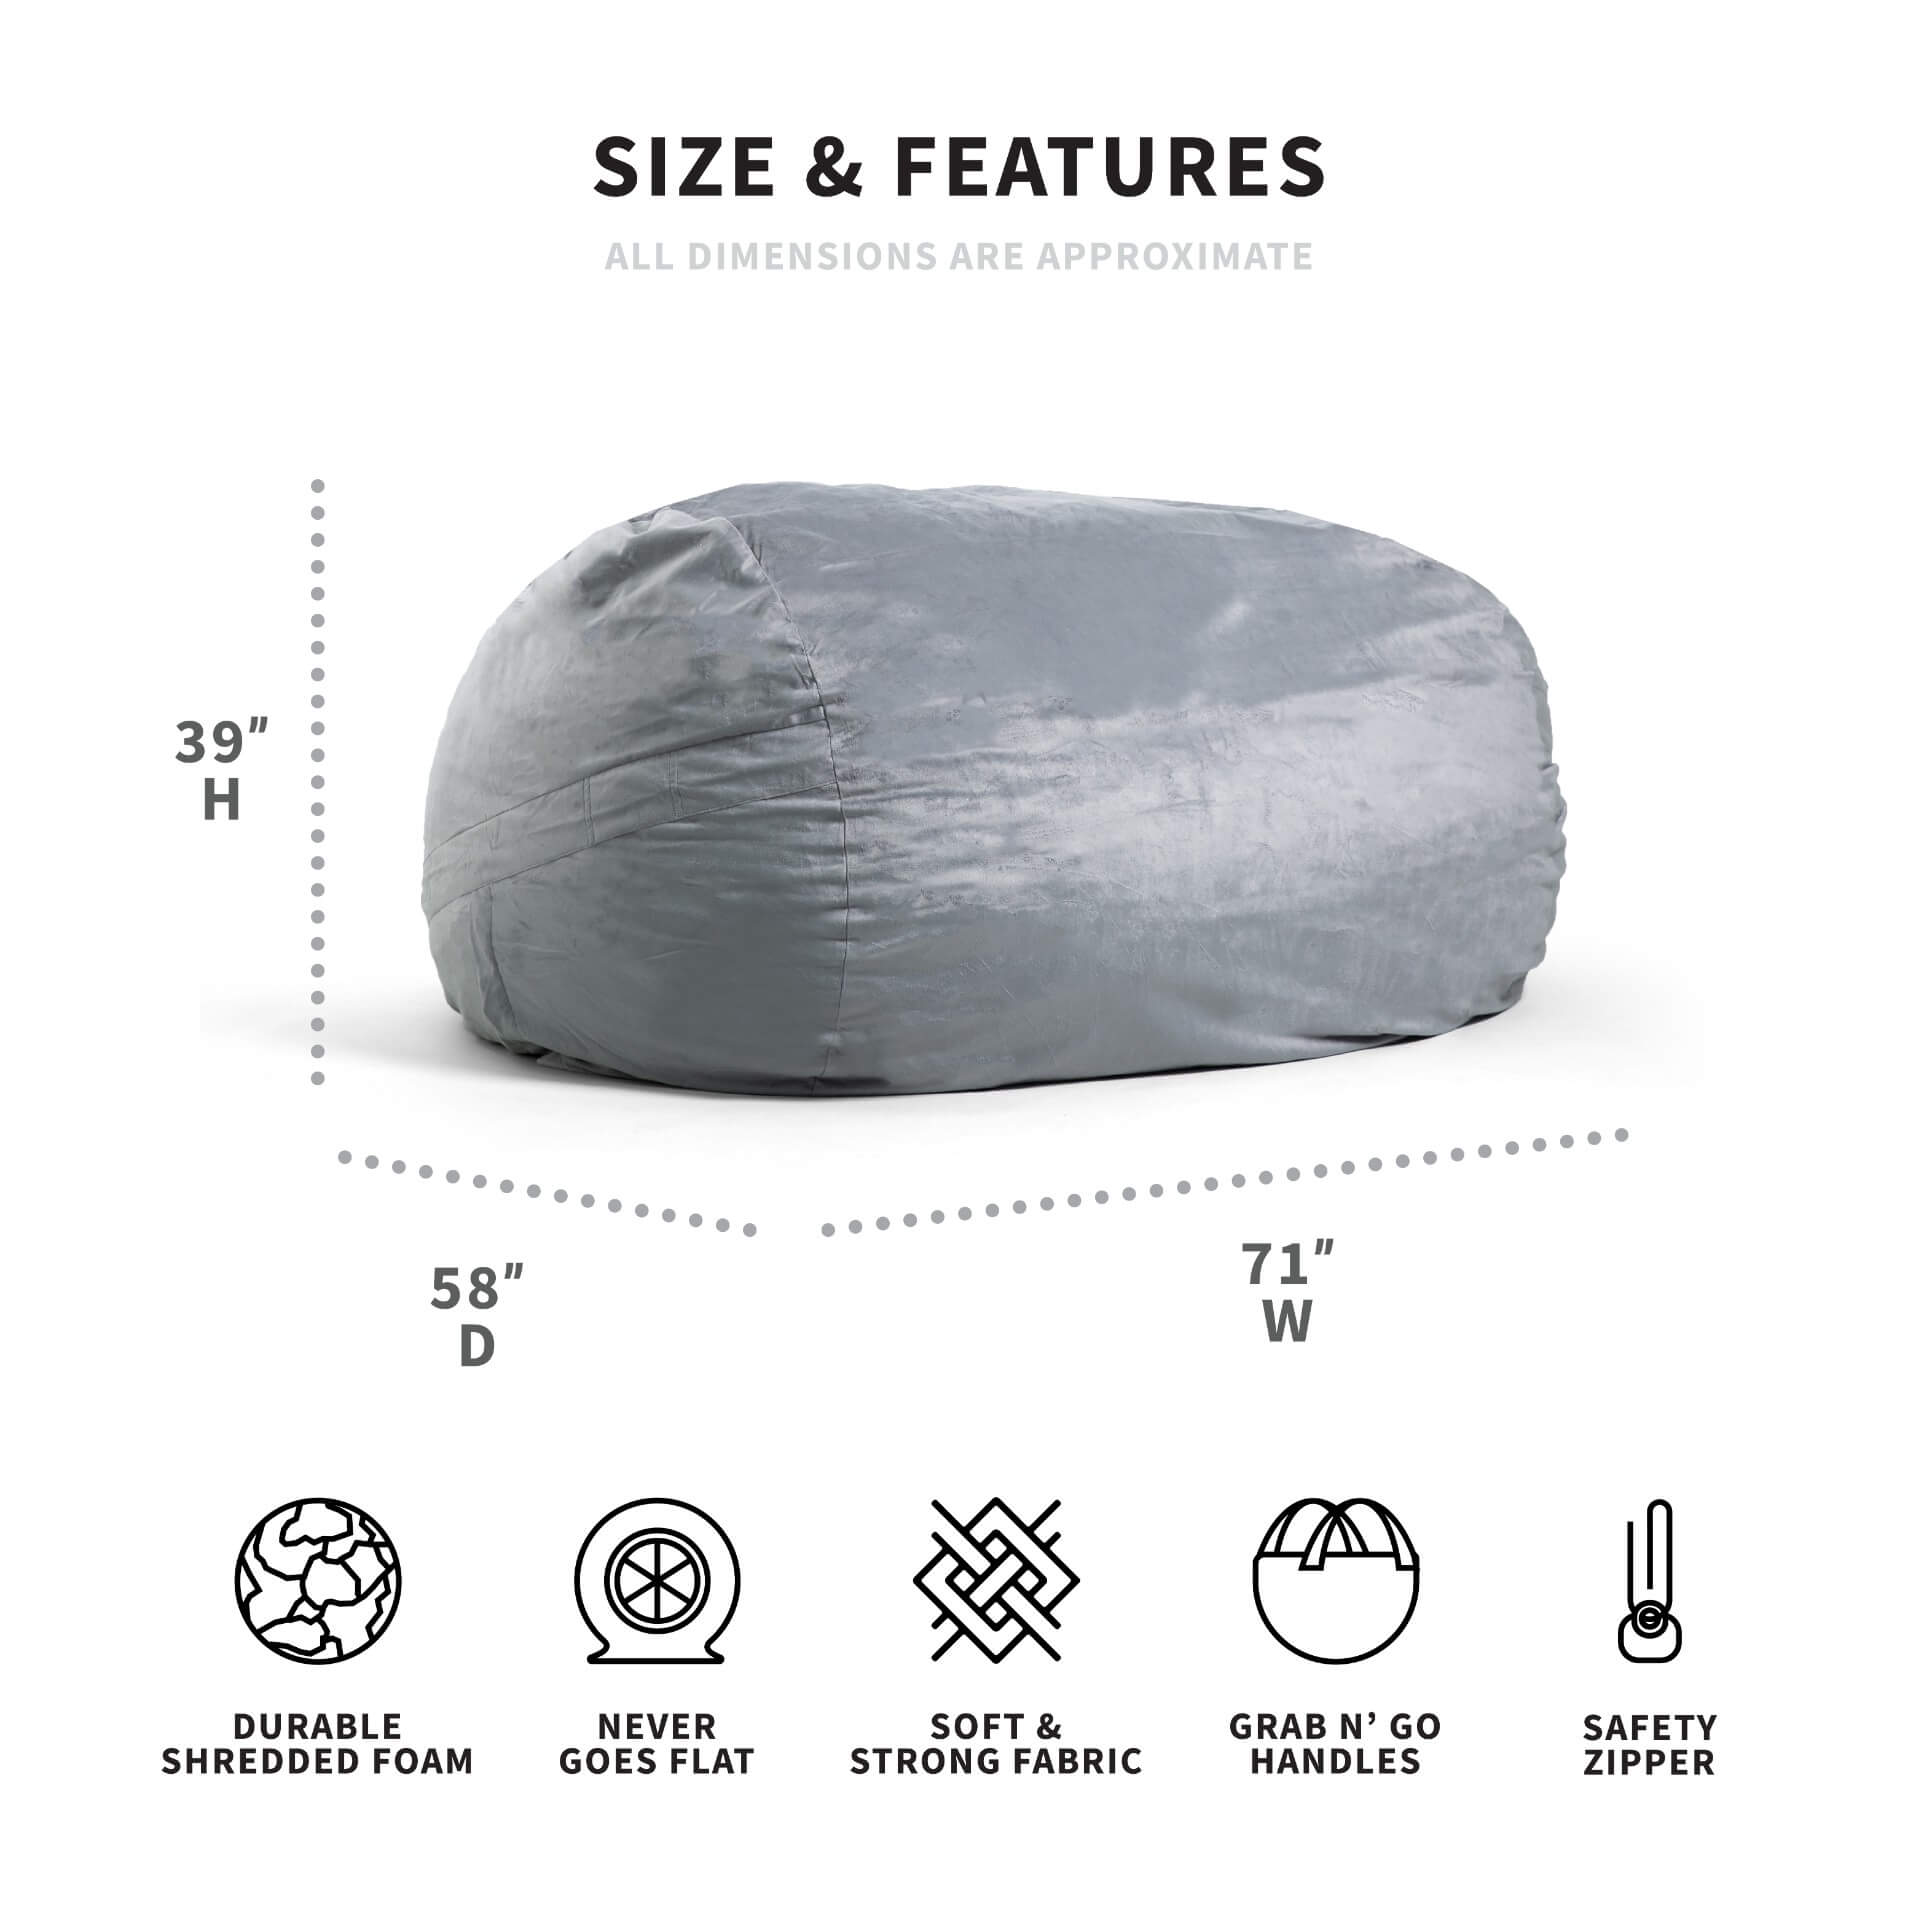 SIZE & FEATURES
ALL DIMENSIONS ARE APPROXIMATE
39"
H
58"
D
71"
W
DURABLE
SHREDDED FOAM
NEVER
GOES FLAT
SOFT &
STRONG FABRIC
GRAB N’ GO
HANDLES
SAFETY
ZIPPER